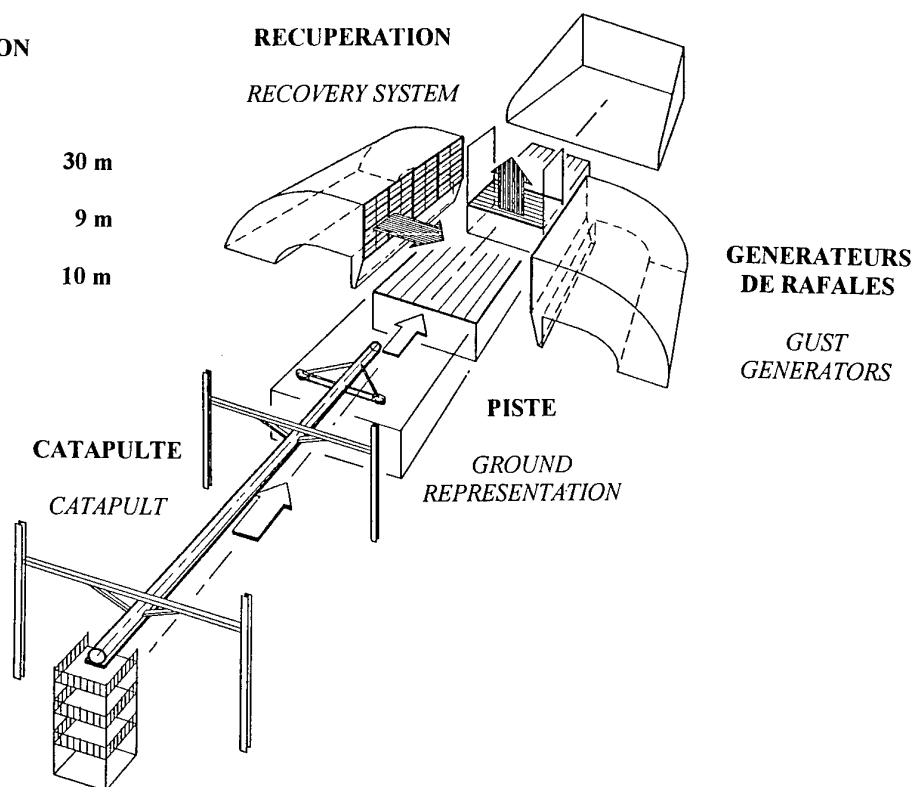 ON
RECUPERATION
RECOVERY SYSTEM
30 m
9 m
10 m
GENERATEURS
DE RAFALES
GUST
GENERATORS
PISTE
GROUND
REPRESENTATION
CATAPULTE
CATAPULT